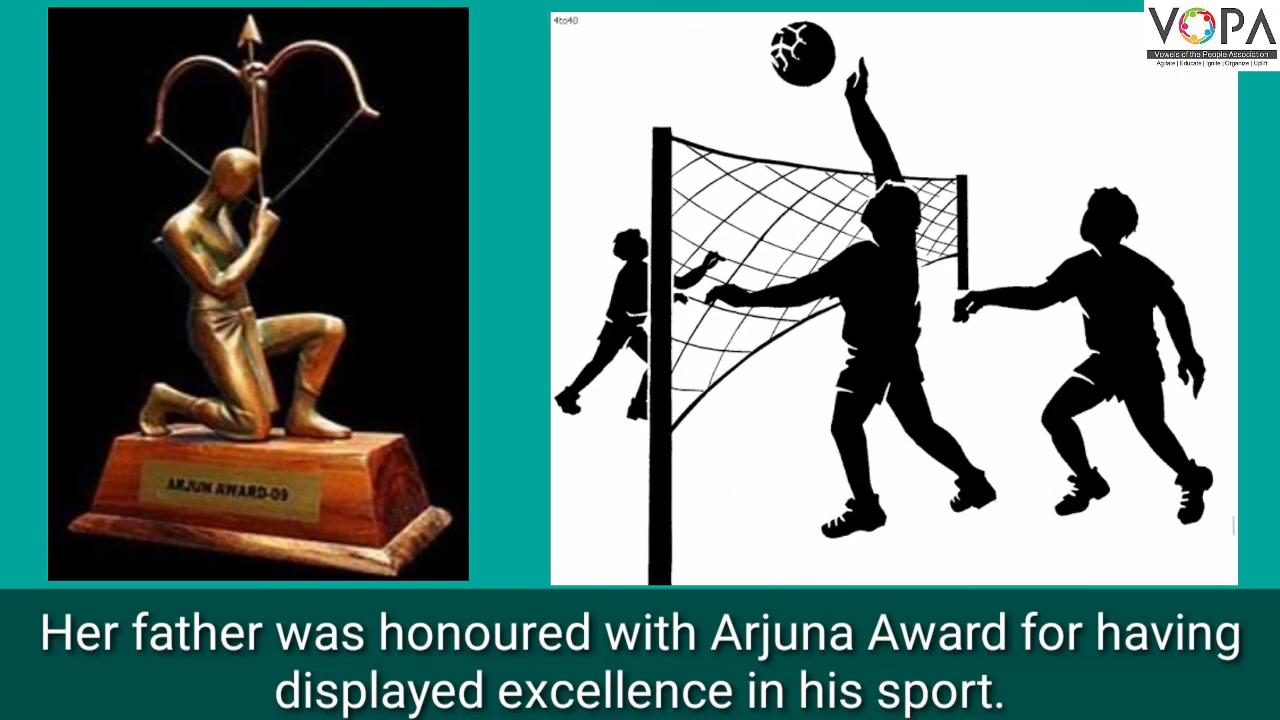 4to40
VOPA
Vowels of the People Association
Agitate | Educate | Ignite | Organize | Uplift
ARJUN AWARD-09
Her father was honoured with Arjuna Award for having
displayed excellence in his sport.